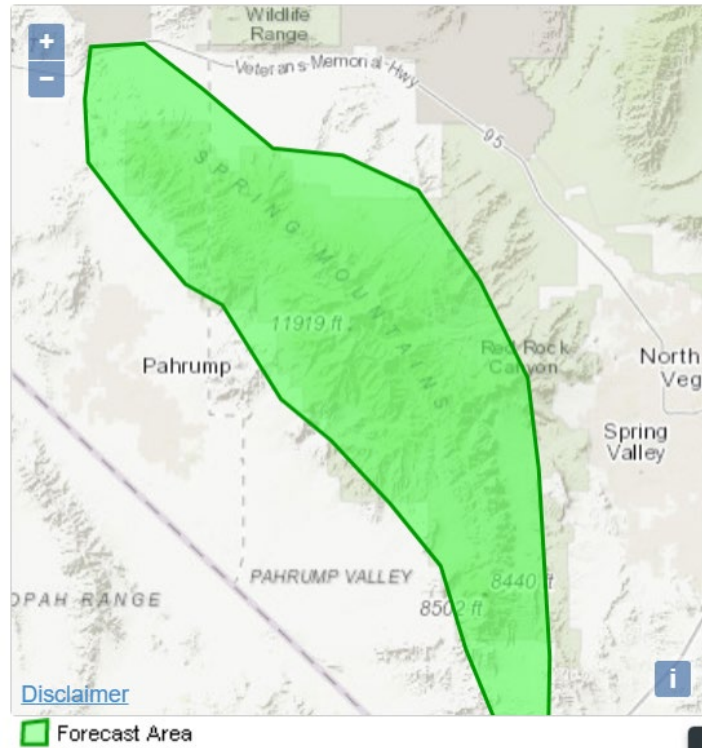 Wildlife
Range
+
−
Veterans-Memorial-Hwy
95
SPRING MOUNTAINS
11919 ft
Red Rock
Canyon
Pahrump
North
Veg
Spring
Valley
PAHRUMP VALLEY
8440 ft
OPAH RANGE
8502 ft
i
Disclaimer
Forecast Area